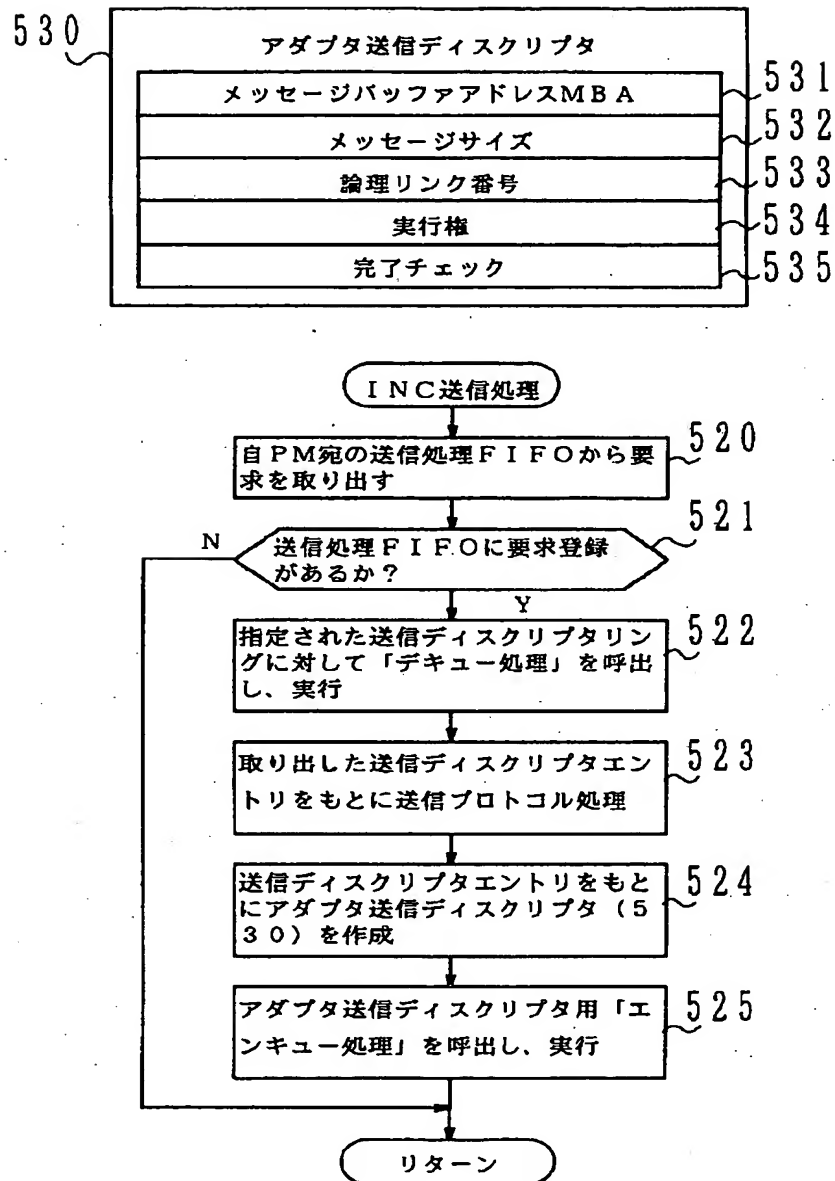 530
アダプタ送信ディスクリプタ
メッセージバッファアドレスMBA
531
メッセージサイズ
532
論理リンク番号
533
実行権
534
完了チェック
535
INC送信処理
520
自PM宛の送信処理FIFOから要
求を取り出す
521
N
送信処理FIFOに要求登録
があるか?
Y
522
指定された送信ディスクリプタリン
グに対して「デキュー処理」を呼出
し、実行
523
取り出した送信ディスクリプタエン
トリをもとに送信プロトコル処理
524
送信ディスクリプタエントリをもと
にアダプタ送信ディスクリプタ(5
30)を作成
525
アダプタ送信ディスクリプタ用「エ
ンキュー処理」を呼出し、実行
リターン